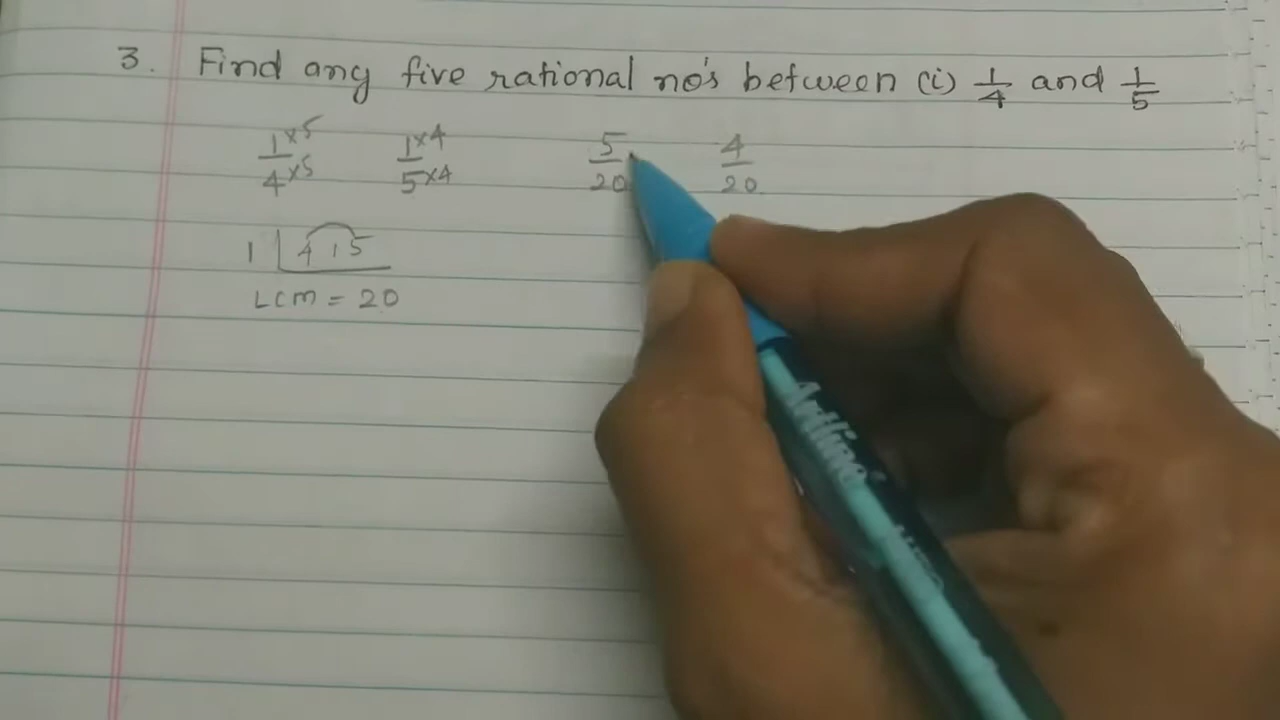 3. Find any five rational no's between (i) 1/4 and 1/5
1×5/4×5 1×4/5×4 5/20 4/20
1 | 4 , 5
LCM = 20
Artline